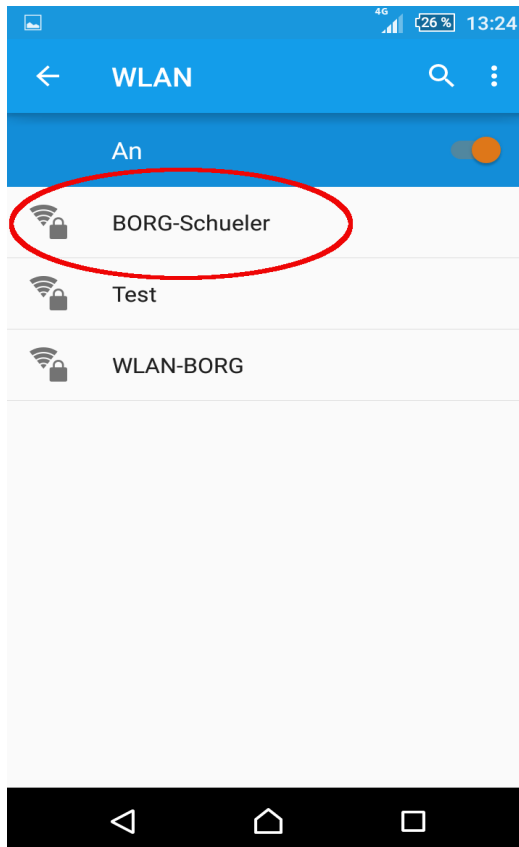 4G 26 % 13:24
WLAN
An
BORG-Schueler
Test
WLAN-BORG